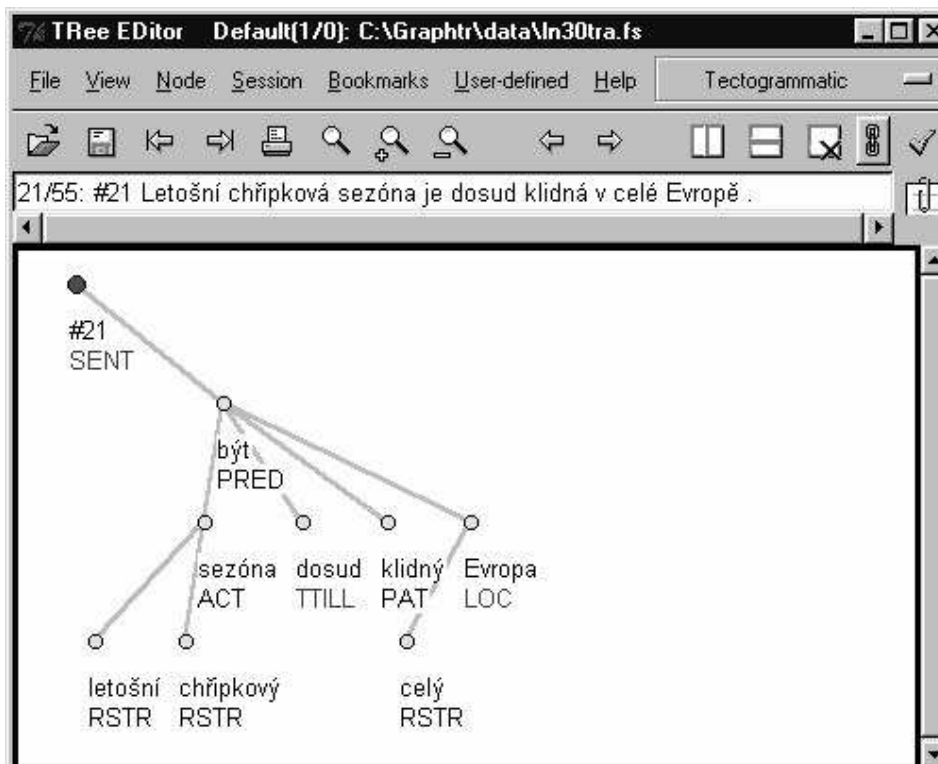 TRee EDitor Default(1/0): C:\Graphtr\data\ln30tra.fs
File View Node Session Bookmarks User-defined Help Tectogrammatic
21/55: #21 Letošní chřipková sezóna je dosud klidná v celé Evropě .
#21
SENT
být
PRED
sezóna dosud klidný Evropa
ACT TTILL PAT LOC
letošní chřipkový celý
RSTR RSTR RSTR